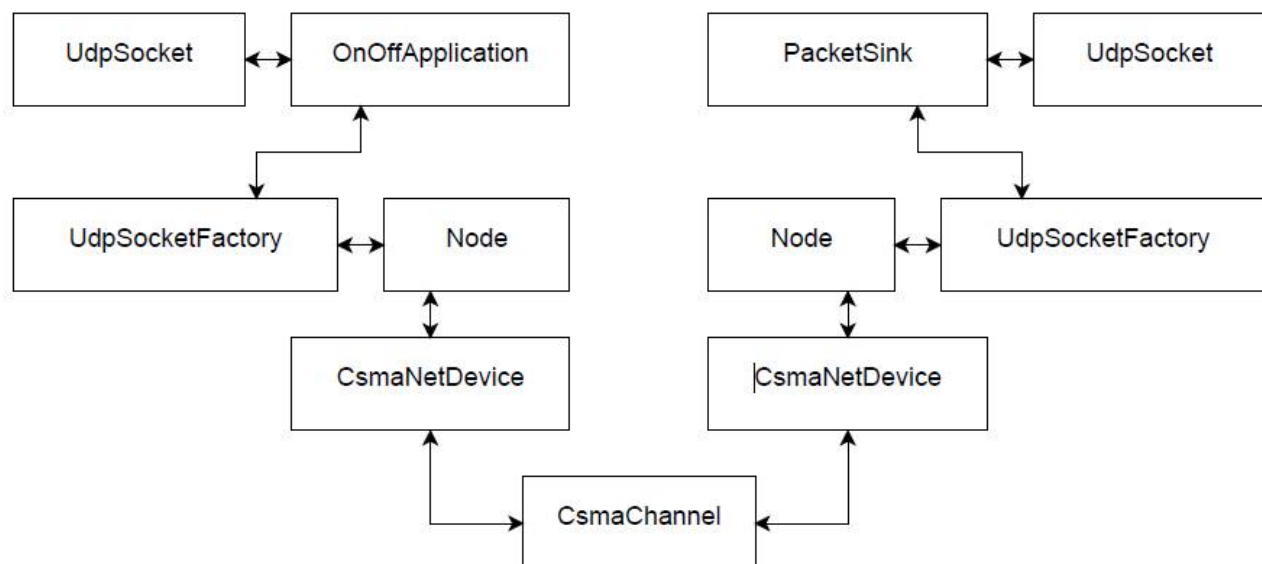 UdpSocket
OnOffApplication
PacketSink
UdpSocket
UdpSocketFactory
Node
Node
UdpSocketFactory
CsmaNetDevice
CsmaNetDevice
CsmaChannel